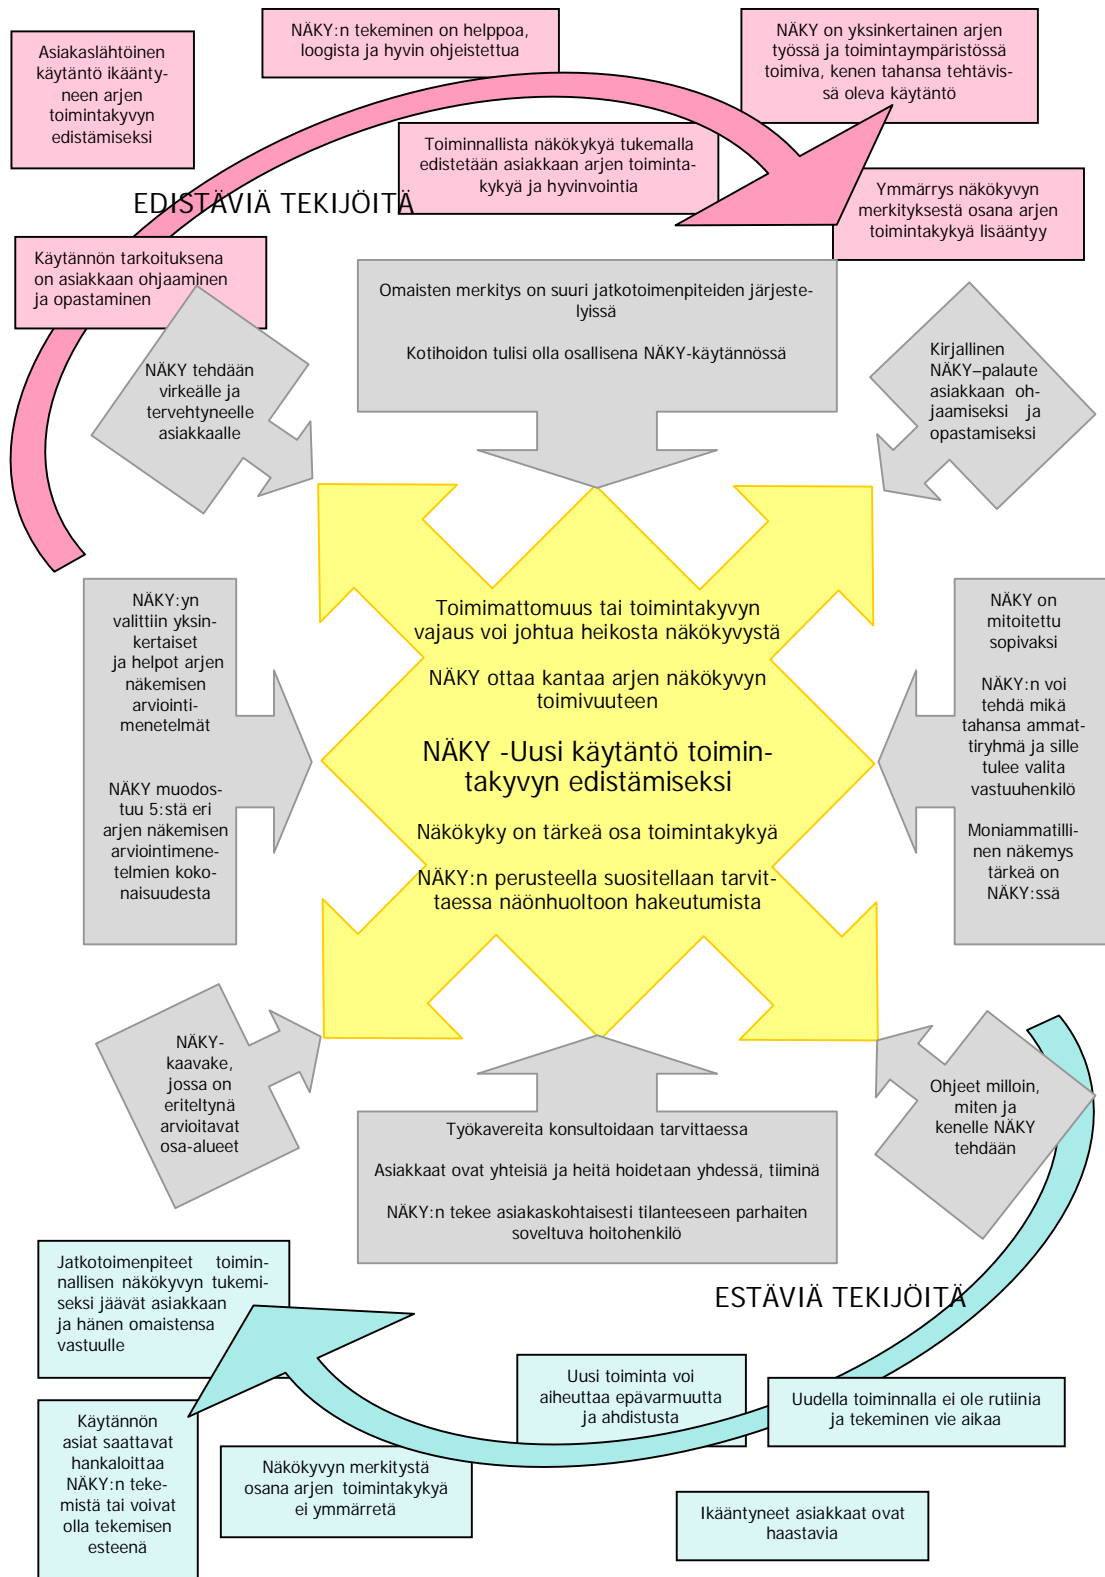 Asiakaslähtöinen
käytäntö ikäänty-
neen arjen
toimintakyvyn
edistämiseksi
NÄKY:n tekeminen on helppoa,
loogista ja hyvin ohjeistettua
NÄKY on yksinkertainen arjen
työssä ja toimintaympäristössä
toimiva, kenen tahansa tehtävis-
sä oleva käytäntö
Toiminnallista näkökykyä tukemalla
edistetään asiakkaan arjen toiminta-
kykyä ja hyvinvointia
EDISTÄVIÄ TEKIJÖITÄ
Ymmärrys näkökyvyn
merkityksestä osana arjen
toimintakykyä lisääntyy
Käytännön tarkoituksena
on asiakkaan ohjaaminen
ja opastaminen
Omaisten merkitys on suuri jatkotoimenpiteiden järjeste-
lyissä
Kotihoidon tulisi olla osallisena NÄKY-käytännössä
NÄKY tehdään
virkeälle ja
tervehtyneelle
asiakkaalle
Kirjallinen
NÄKY–palaute
asiakkaan oh-
jaamiseksi ja
opastamiseksi
NÄKY:yn
valittiin yksin-
kertaiset
ja helpot arjen
näkemisen
arviointi-
menetelmät
NÄKY muodos-
tuu 5:stä eri
arjen näkemisen
arviointimene-
telmien koko-
naisuudesta
Toimimattomuus tai toimintakyvyn
vajaus voi johtua heikosta näkökyvystä
NÄKY ottaa kantaa arjen näkökyvyn
toimivuuteen
NÄKY -Uusi käytäntö toimin-
takyvyn edistämiseksi
Näkökyky on tärkeä osa toimintakykyä
NÄKY:n perusteella suositellaan tarvit-
taessa näönhuoltoon hakeutumista
NÄKY on
mitoitettu
sopivaksi
NÄKY:n voi
tehdä mikä
tahansa ammat-
tiryhmä ja sille
tulee valita
vastuuhenkilö
Moniammatilli-
nen näkemys
tärkeä on
NÄKY:ssä
NÄKY-
kaavake,
jossa on
eriteltynä
arvioitavat
osa-alueet
Työkavereita konsultoidaan tarvittaessa
Asiakkaat ovat yhteisiä ja heitä hoidetaan yhdessä, tiiminä
NÄKY:n tekee asiakaskohtaisesti tilanteeseen parhaiten
soveltuva hoitohenkilö
Ohjeet milloin,
miten ja
kenelle NÄKY
tehdään
Jatkotoimenpiteet toimin-
nallisen näkökyvyn tukemi-
seksi jäävät asiakkaan
ja hänen omaistensa
vastuulle
ESTÄVIÄ TEKIJÖITÄ
Uusi toiminta voi
aiheuttaa epävarmuutta
ja ahdistusta
Uudella toiminnalla ei ole rutiinia
ja tekeminen vie aikaa
Käytännön
asiat saattavat
hankaloittaa
NÄKY:n teke-
mistä tai voivat
olla tekemisen
esteenä
Näkökyvyn merkitystä
osana arjen toimintakykyä
ei ymmärretä
Ikääntyneet asiakkaat ovat
haastavia